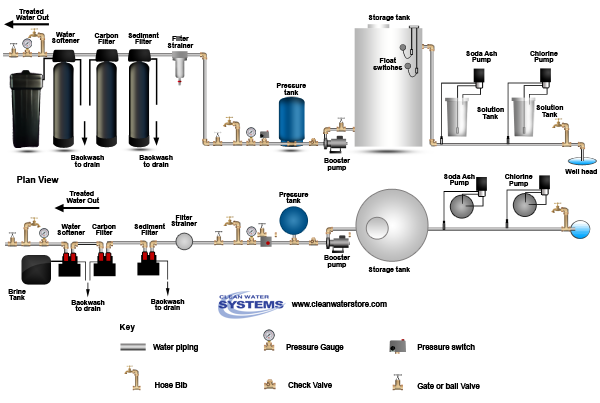 Treated
Water Out
Water
Softener
Carbon
Filter
Sediment
Filter
Filter
Strainer
Storage tank
Float
switches
Soda Ash
Pump
Chlorine
Pump
Pressure
tank
Solution
Tank
Solution
Tank
Backwash
to drain
Backwash
to drain
Booster
pump
Well head
Plan View
Treated
Water Out
Water
Softener
Carbon
Filter
Sediment
Filter
Filter
Strainer
Pressure
tank
Soda Ash
Pump
Chlorine
Pump
Booster
pump
Storage tank
Brine
Tank
Backwash
to drain
Backwash
to drain
CLEAN WATER
SYSTEMS
www.cleanwaterstore.com
Key
Water piping
Pressure Gauge
Pressure switch
Hose Bib
Check Valve
Gate or ball Valve